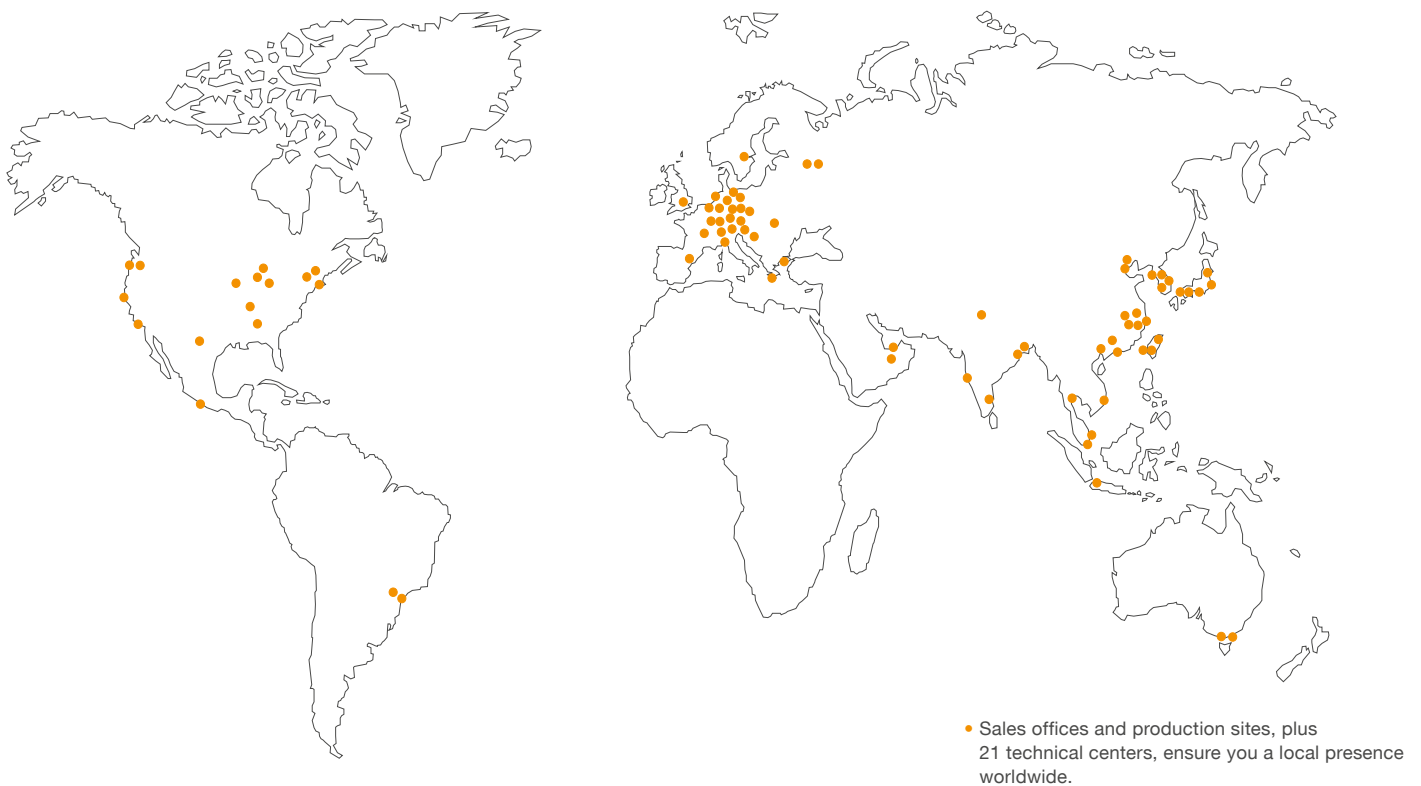 Sales offices and production sites, plus
21 technical centers, ensure you a local presence
worldwide.